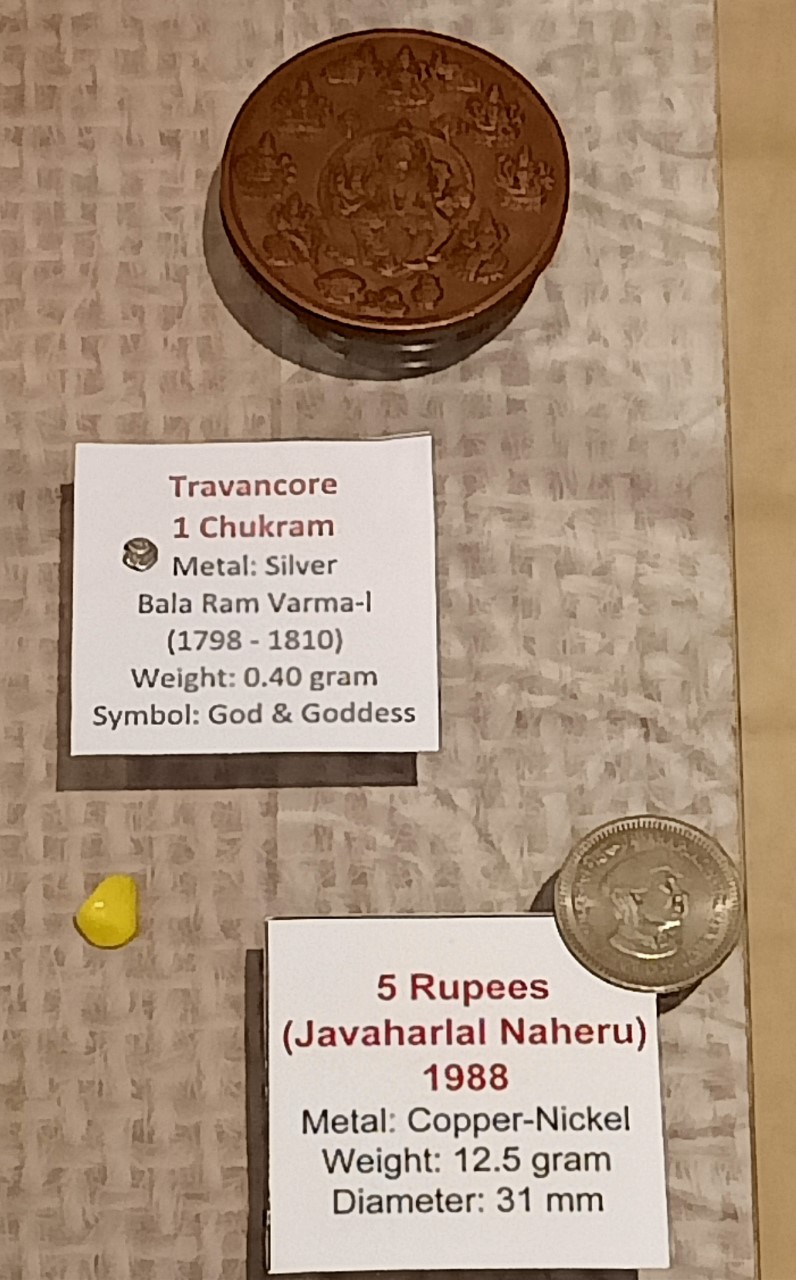 Travancore
1 Chukram
Metal: Silver
Bala Ram Varma-I
(1798 - 1810)
Weight: 0.40 gram
Symbol: God & Goddess
5 Rupees
(Javaharlal Naheru)
1988
Metal: Copper-Nickel
Weight: 12.5 gram
Diameter: 31 mm